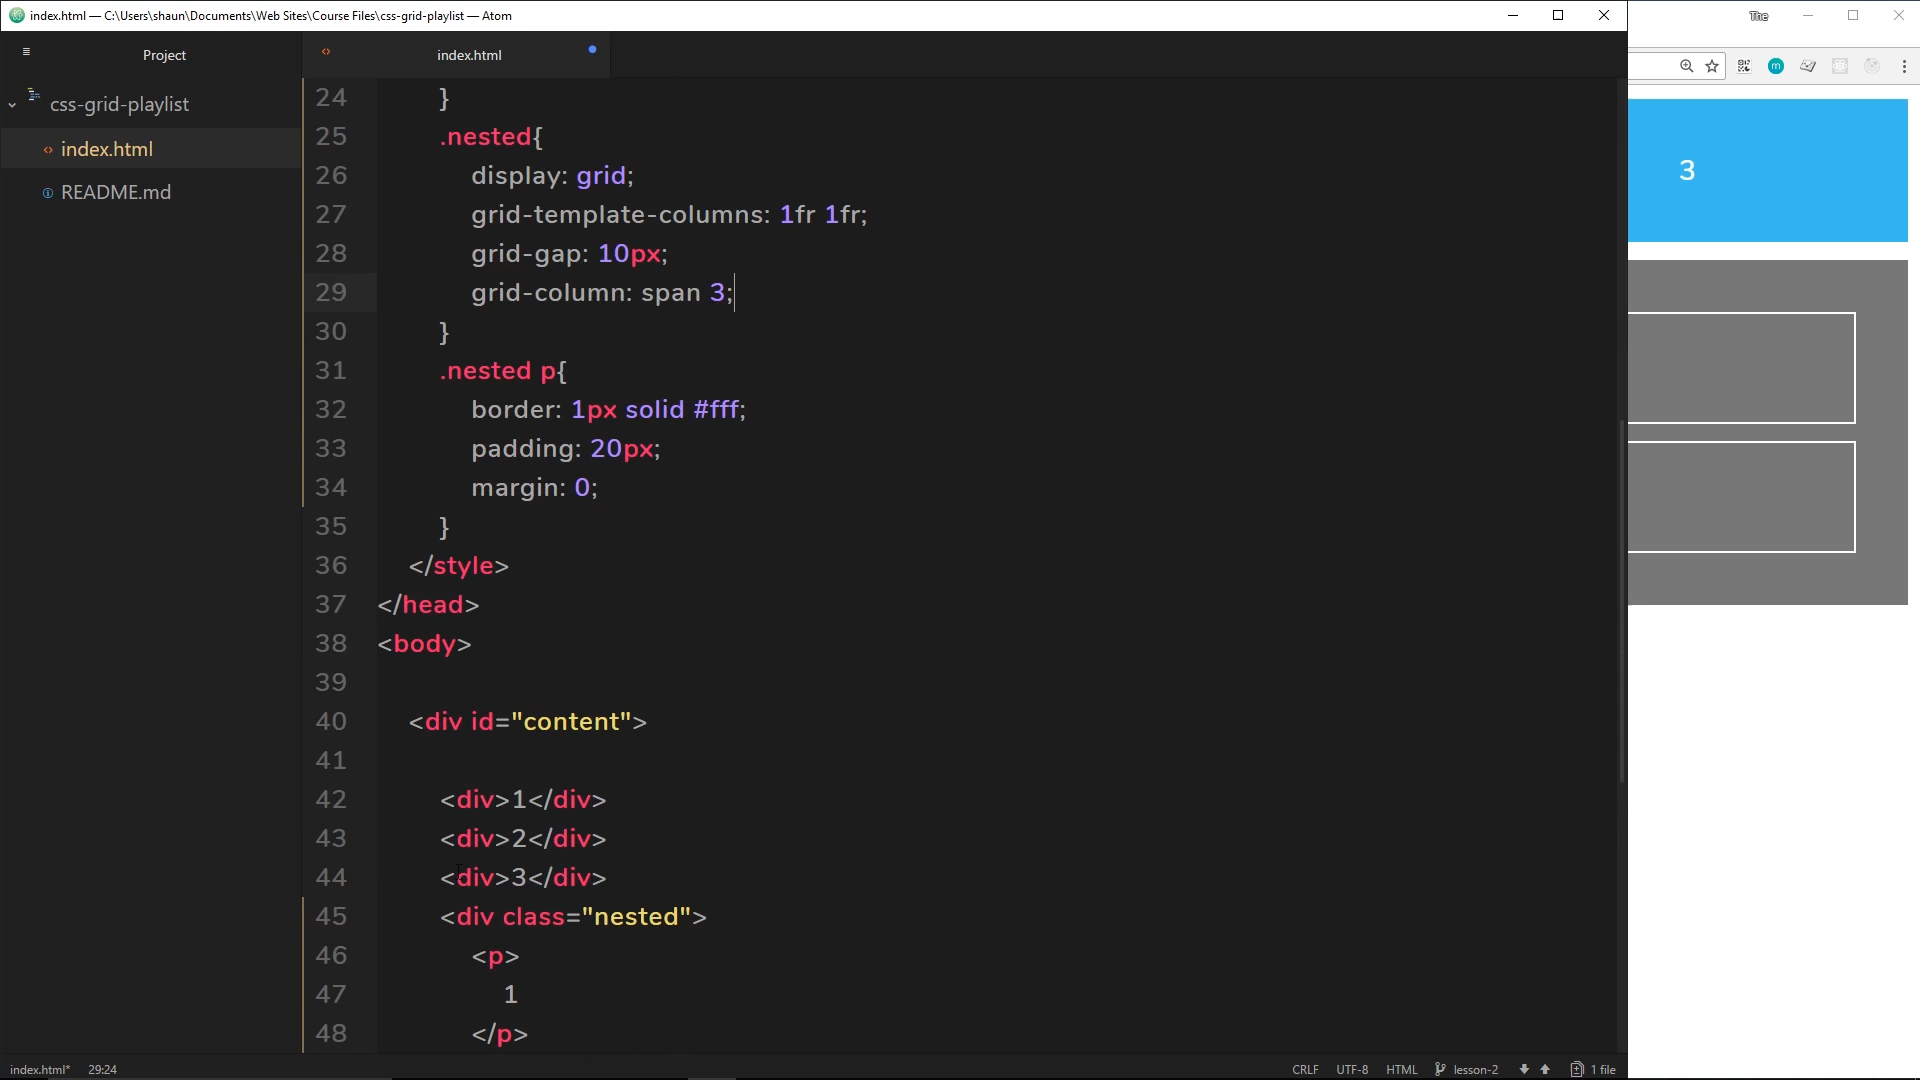 index.html — C:\Users\shaun\Documents\Web Sites\Course Files\css-grid-playlist — Atom
The
Project
index.html
css-grid-playlist
index.html
README.md
24 }
25 .nested{
26 display: grid;
27 grid-template-columns: 1fr 1fr;
28 grid-gap: 10px;
29 grid-column: span 3;
30 }
31 .nested p{
32 border: 1px solid #fff;
33 padding: 20px;
34 margin: 0;
35 }
36 </style>
37 </head>
38 <body>
39
40 <div id="content">
41
42 <div>1</div>
43 <div>2</div>
44 <div>3</div>
45 <div class="nested">
46 <p>
47 1
48 </p>
m
3
index.html* 29:24 CRLF UTF-8 HTML lesson-2 1 file